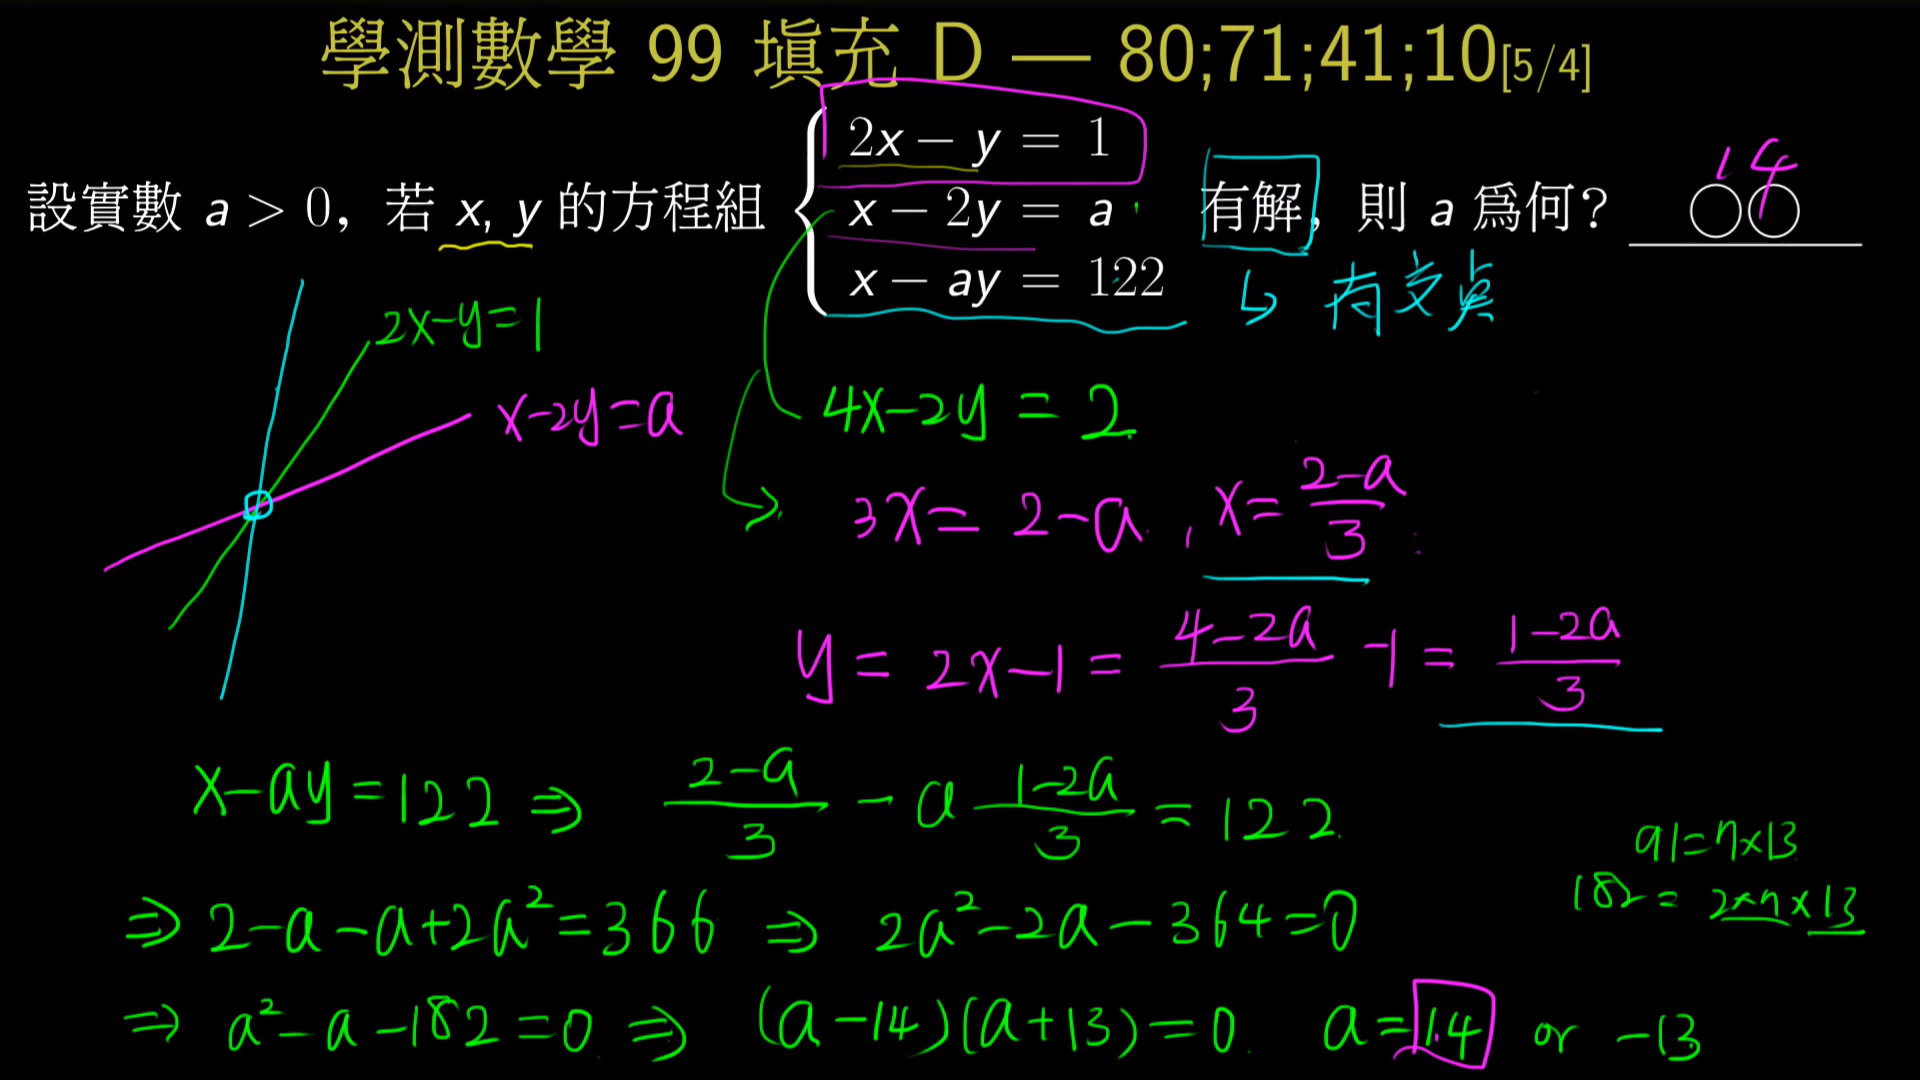 學測數學 99 填充 D — 80;71;41;10[5/4]
設實數 a > 0，若 x, y 的方程組 { 2x − y = 1
x − 2y = a
x − ay = 122 有解，則 a 爲何？ 14
有交點
2x−y=1
x−2y=a
4x−2y = 2
3x = 2−a, x = (2−a)/3
y = 2x−1 = (4−2a)/3 −1 = (1−2a)/3
x−ay=122 ⇒ (2−a)/3 − a (1−2a)/3 = 122
91=7×13
182= 2×7×13
⇒ 2−a−a+2a²=366 ⇒ 2a²−2a−364=0
⇒ a²−a−182=0 ⇒ (a−14)(a+13)=0. a=14 or −13